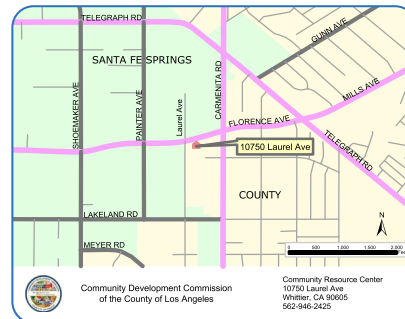 TELEGRAPH RD
GUNN AVE
SANTA FE SPRINGS
CARMENITA RD
MILLS AVE
SHOEMAKER AVE
PAINTER AVE
Laurel Ave
FLORENCE AVE
TELEGRAPH RD
10750 Laurel Ave
COUNTY
LAKELAND RD
N
MEYER RD
0 500 1,000 1,500 2,000
Community Development Commission
of the County of Los Angeles
Community Resource Center
10750 Laurel Ave
Whittier, CA 90605
562-946-2425